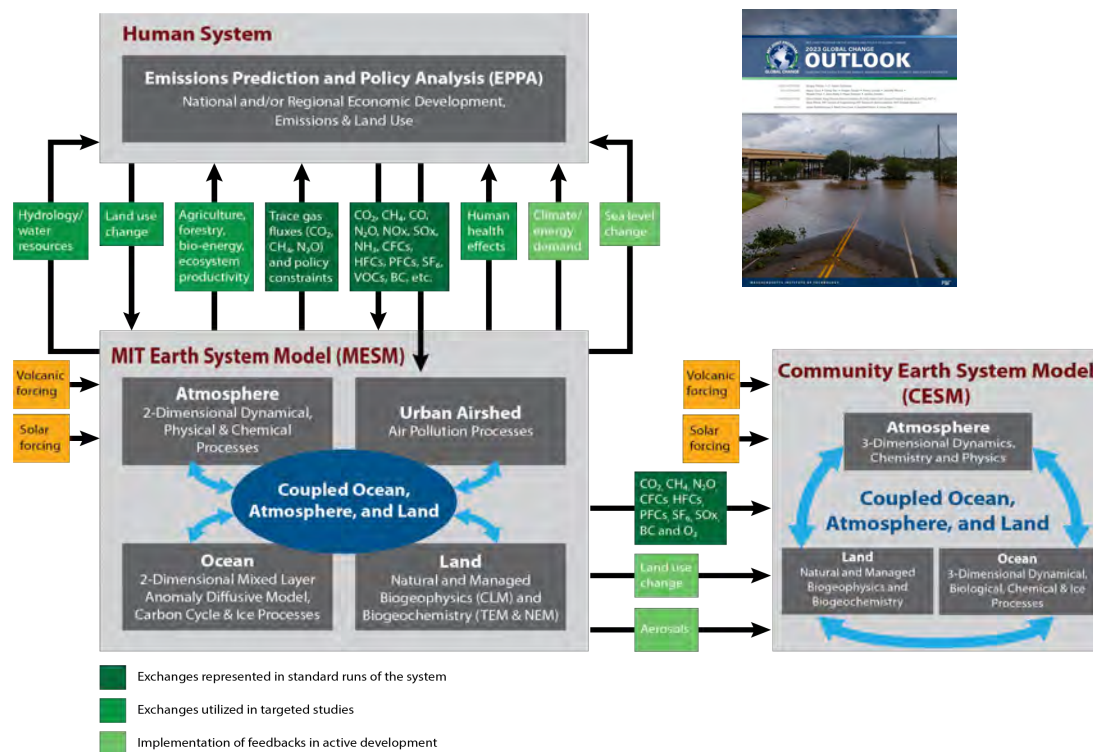 Human System
Emissions Prediction and Policy Analysis (EPPA)
National and/or Regional Economic Development,
Emissions & Land Use
2023 GLOBAL CHANGE
OUTLOOK
Hydrology/
water
resources
Land use
change
Agriculture,
forestry,
bio-energy,
ecosystem
productivity
Trace gas
fluxes (CO₂,
CH₄, N₂O)
and policy
constraints
CO₂, CH₄, CO,
N₂O, NOx, SOx,
NH₃, CFCs,
HFCs, PFCs, SF₆,
VOCs, BC, etc.
Human
health
effects
Climate/
energy
demand
Sea level
change
MIT Earth System Model (MESM)
Volcanic
forcing
Solar
forcing
Atmosphere
2-Dimensional Dynamical,
Physical & Chemical
Processes
Urban Airshed
Air Pollution Processes
Coupled Ocean,
Atmosphere, and Land
Ocean
2-Dimensional Mixed Layer
Anomaly Diffusive Model,
Carbon Cycle & Ice Processes
Land
Natural and Managed
Biogeophysics (CLM) and
Biogeochemistry (TEM & NEM)
CO₂, CH₄, N₂O,
CFCs, HFCs,
PFCs, SF₆, SOx,
BC and O₃
Land use
change
Aerosols
Volcanic
forcing
Solar
forcing
Community Earth System Model
(CESM)
Atmosphere
3-Dimensional Dynamics,
Chemistry and Physics
Coupled Ocean,
Atmosphere, and Land
Land
Natural and Managed
Biogeophysics and
Biogeochemistry
Ocean
3-Dimensional Dynamical,
Biological, Chemical & Ice
Processes
Exchanges represented in standard runs of the system
Exchanges utilized in targeted studies
Implementation of feedbacks in active development